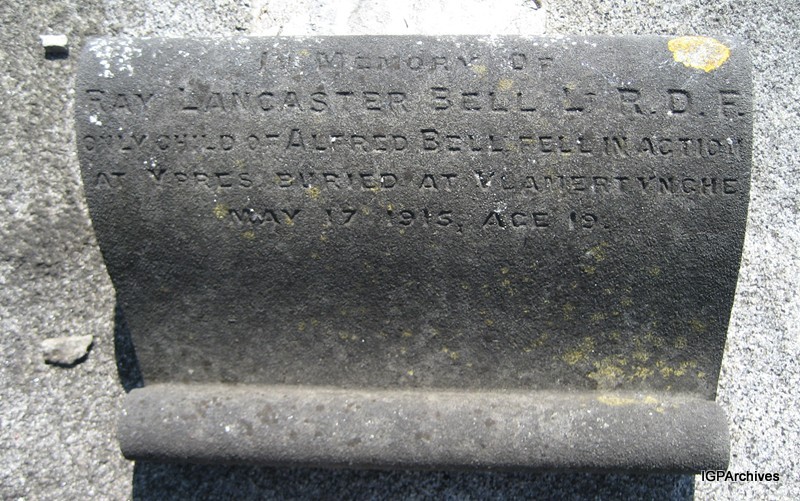 IN MEMORY OF
RAY LANCASTER BELL LT R.D.F.
ONLY CHILD OF ALFRED BELL FELL IN ACTION
AT YPRES BURIED AT VLAMERTYNGHE
MAY 17 1915, AGE 19.
IGPArchives